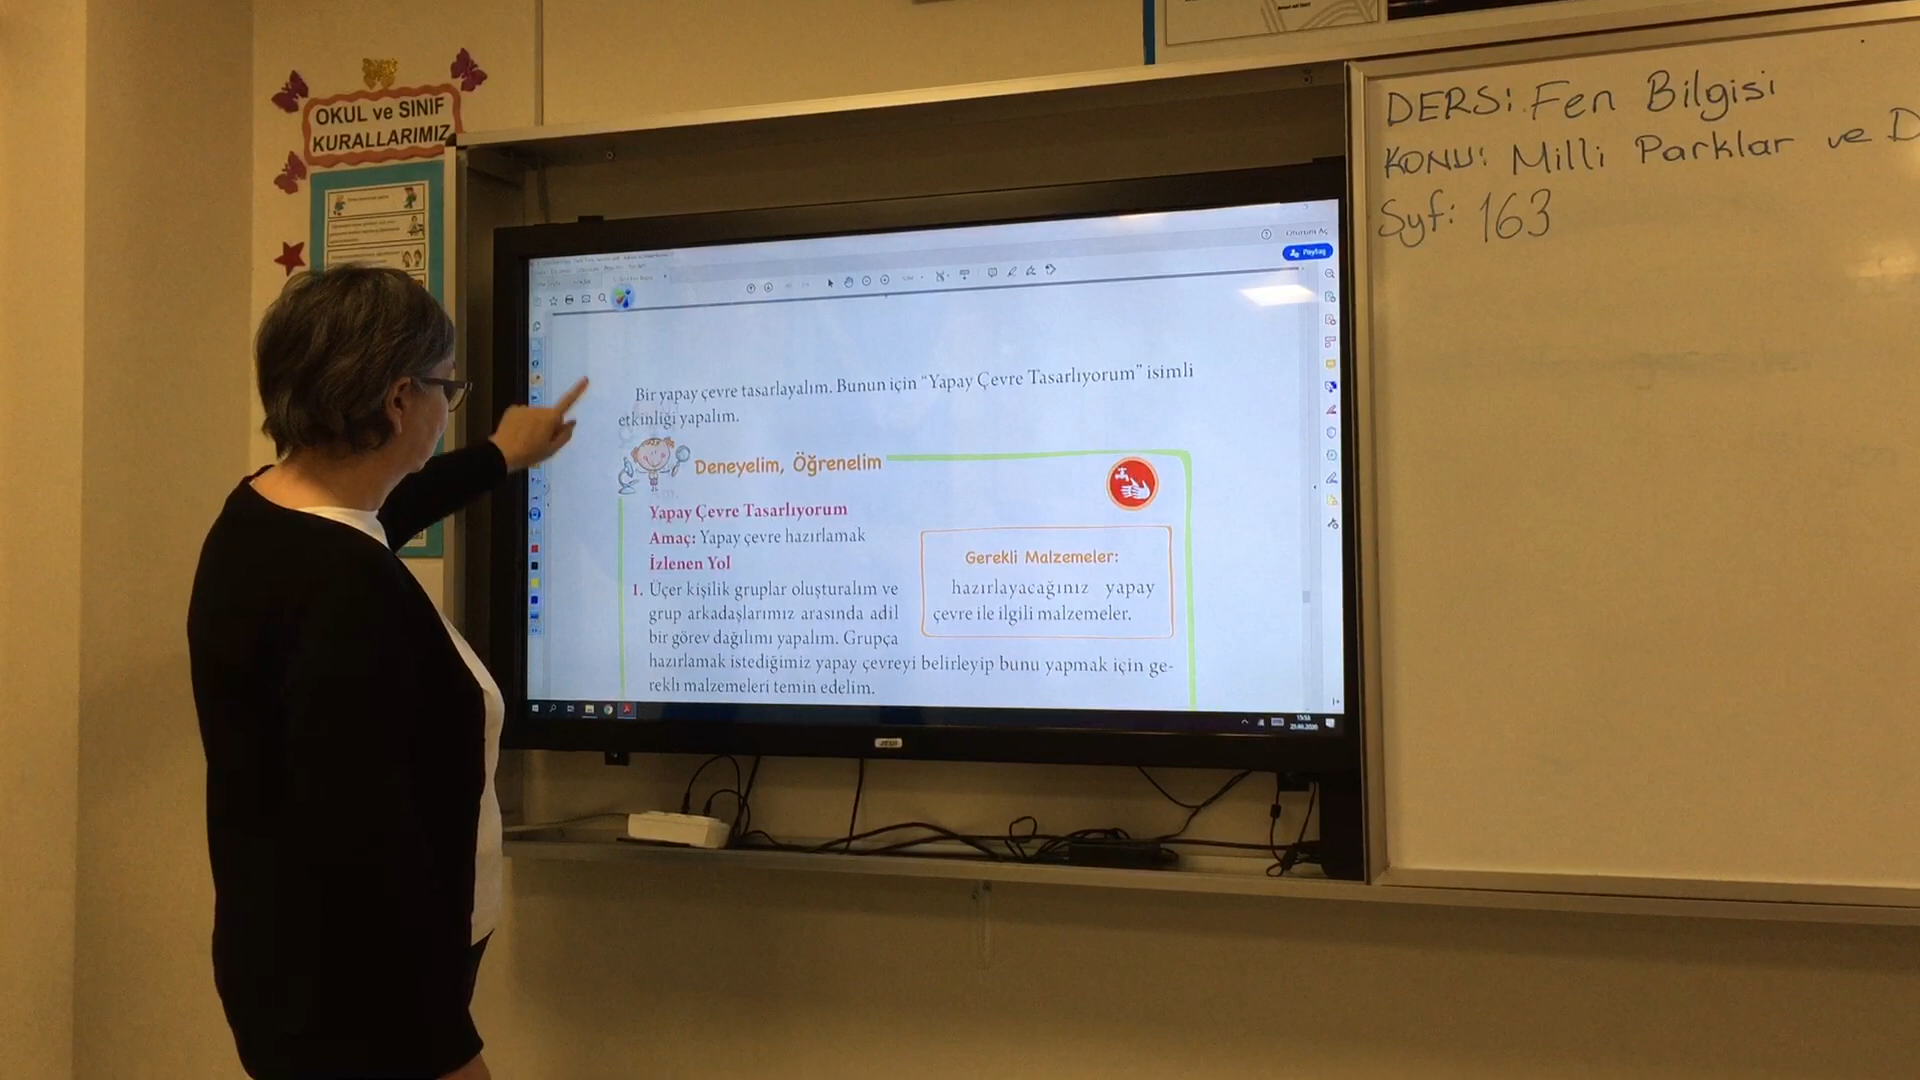 OKUL ve SINIF
KURALLARIMIZ
DERS: Fen Bilgisi
KONU: Milli Parklar ve D
Syf: 163
Oturum Aç
Paylaş
Bir yapay çevre tasarlayalım. Bunun için "Yapay Çevre Tasarlıyorum" isimli
etkinliği yapalım.
Deneyelim, Öğrenelim
Yapay Çevre Tasarlıyorum
Amaç: Yapay çevre hazırlamak
İzlenen Yol
1. Üçer kişilik gruplar oluşturalım ve
grup arkadaşlarımız arasında adil
bir görev dağılımı yapalım. Grupça
hazırlamak istediğimiz yapay çevreyi belirleyip bunu yapmak için ge-
rekli malzemeleri temin edelim.
Gerekli Malzemeler:
hazırlayacağınız yapay
çevre ile ilgili malzemeler.